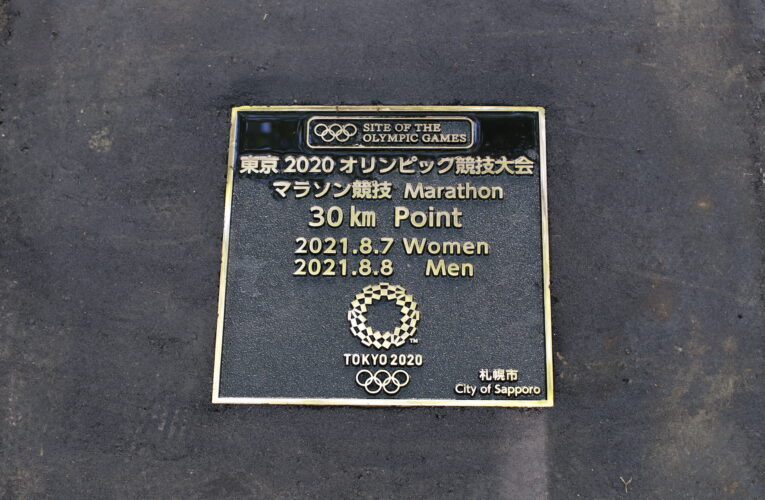 SITE OF THE
OLYMPIC GAMES
東京 2020 オリンピック競技大会
マラソン競技 Marathon
30㎞ Point
2021.8.7 Women
2021.8.8 Men
TM
TOKYO 2020
札幌市
City of Sapporo